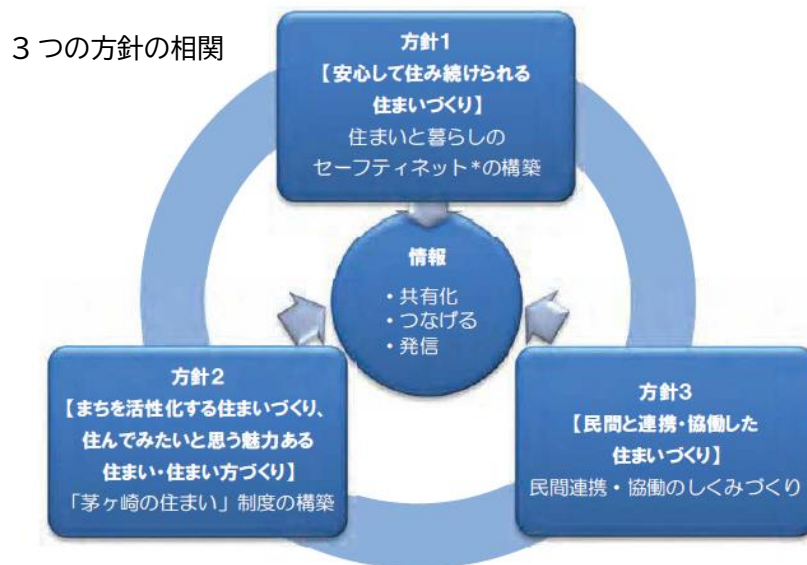 3つの方針の相関
方針1
【安心して住み続けられる
住まいづくり】
住まいと暮らしの
セーフティネット*の構築
情報
・共有化
・つなげる
・発信
方針2
【まちを活性化する住まいづくり、
住んでみたいと思う魅力ある
住まい・住まい方づくり】
「茅ヶ崎の住まい」制度の構築
方針3
【民間と連携・協働した
住まいづくり】
民間連携・協働のしくみづくり